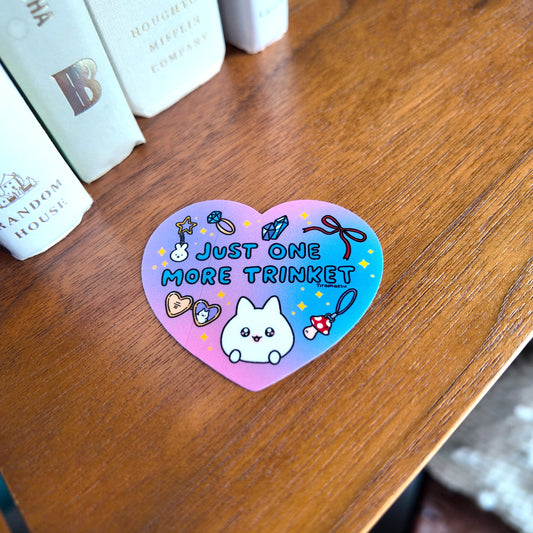 HOUGHTON
MIFFLIN
COMPANY
B
RANDOM
HOUSE
JUST ONE
MORE TRINKET